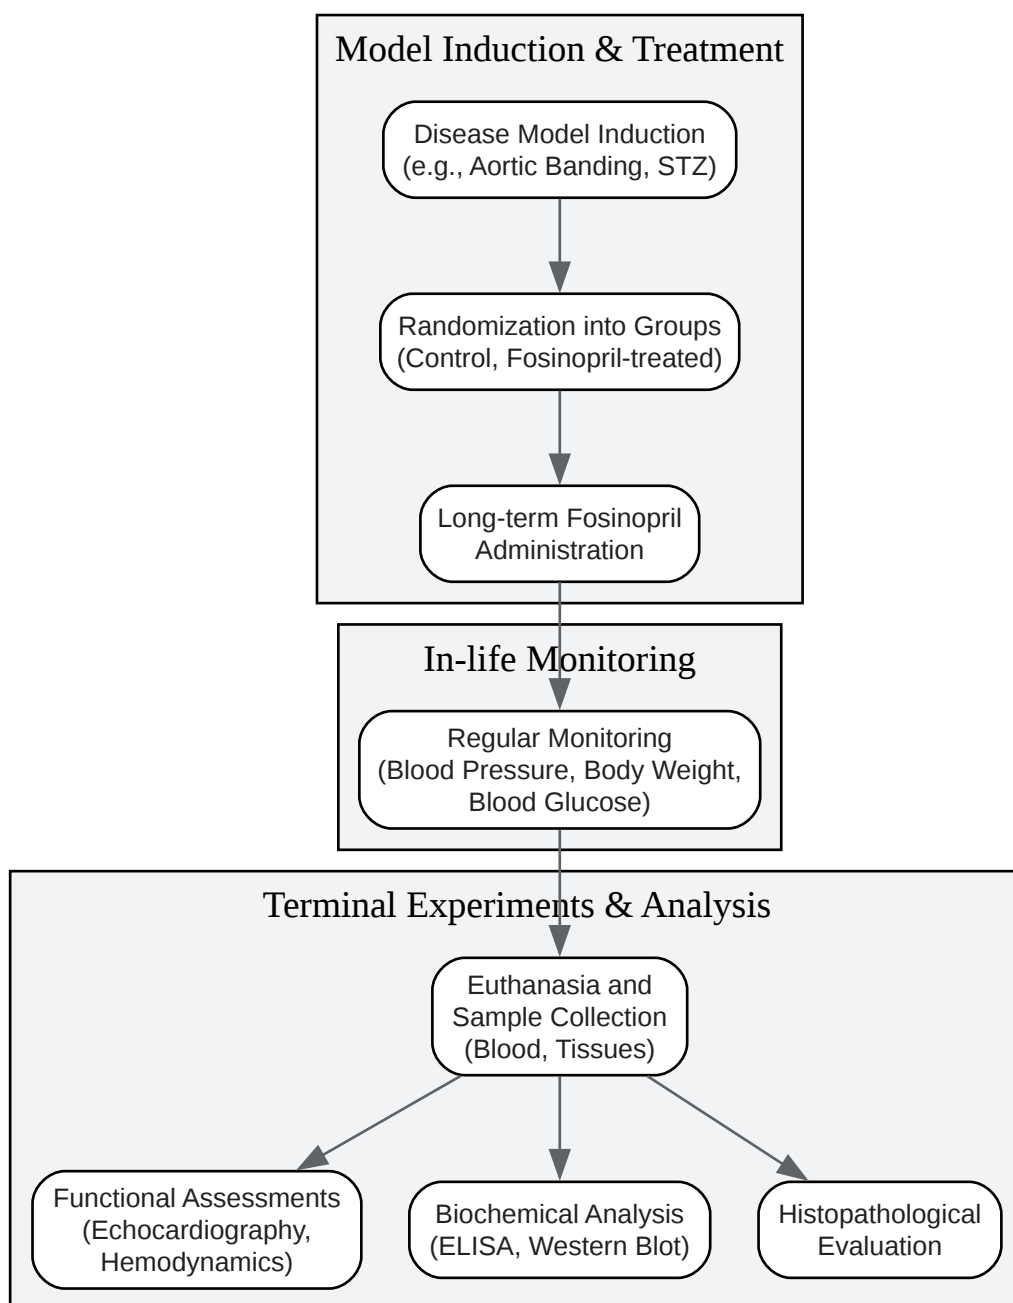 Model Induction & Treatment
Disease Model Induction
(e.g., Aortic Banding, STZ)
Randomization into Groups
(Control, Fosinopril-treated)
Long-term Fosinopril
Administration
In-life Monitoring
Regular Monitoring
(Blood Pressure, Body Weight,
Blood Glucose)
Terminal Experiments & Analysis
Euthanasia and
Sample Collection
(Blood, Tissues)
Functional Assessments
(Echocardiography,
Hemodynamics)
Biochemical Analysis
(ELISA, Western Blot)
Histopathological
Evaluation